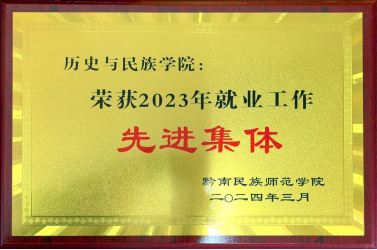 历史与民族学院：
荣获2023年就业工作
先进集体
黔南民族师范学院
二〇二四年三月